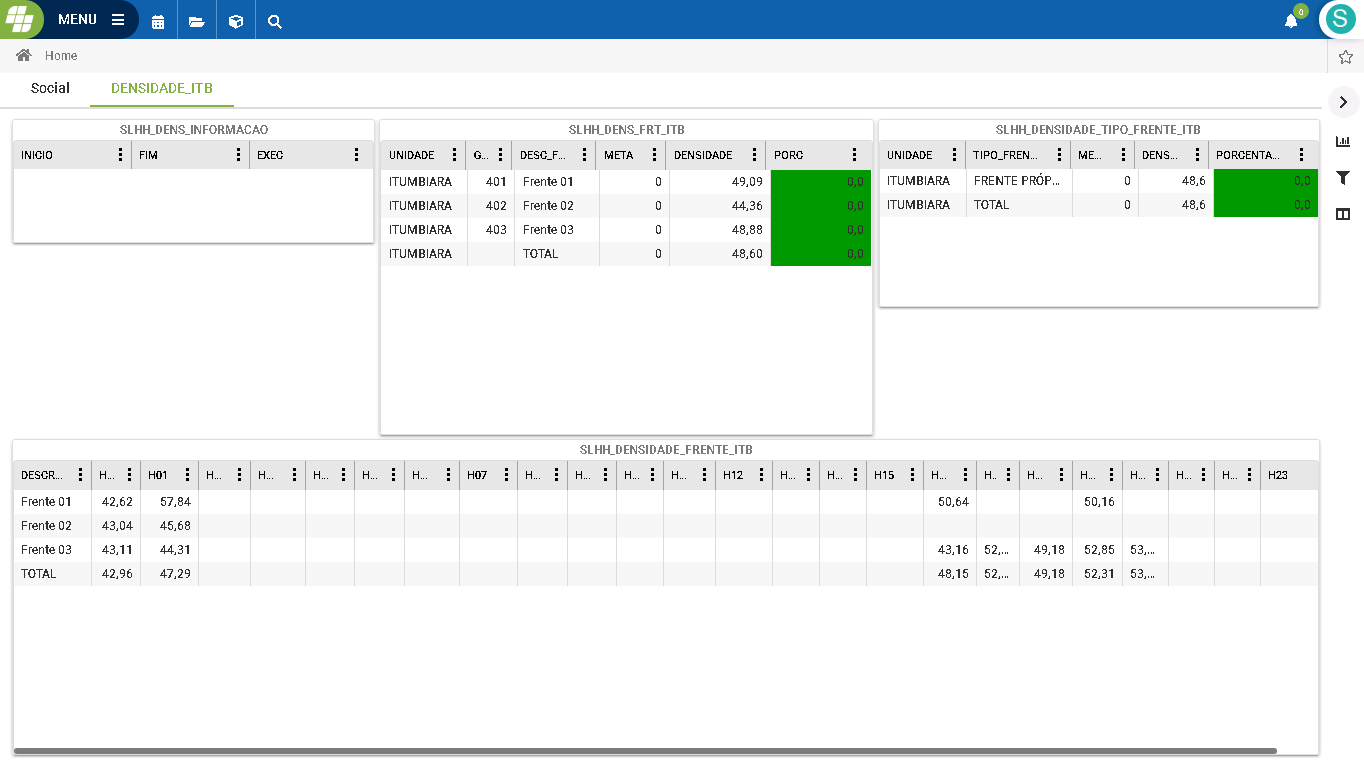 MENU
0
S
Home
Social DENSIDADE_ITB
SLHH_DENS_INFORMACAO
INICIO FIM EXEC
SLHH_DENS_FRT_ITB
UNIDADE G... DESC_F... META DENSIDADE PORC
ITUMBIARA 401 Frente 01 0 49,09 0,0
ITUMBIARA 402 Frente 02 0 44,36 0,0
ITUMBIARA 403 Frente 03 0 48,88 0,0
ITUMBIARA TOTAL 0 48,60 0,0
SLHH_DENSIDADE_TIPO_FRENTE_ITB
UNIDADE TIPO_FREN... ME... DENS... PORCENTA...
ITUMBIARA FRENTE PRÓP... 0 48,6 0,0
ITUMBIARA TOTAL 0 48,6 0,0
SLHH_DENSIDADE_FRENTE_ITB
DESCR... H... H01 H... H... H... H... H... H07 H... H... H... H... H12 H... H... H15 H... H... H... H... H... H... H... H23
Frente 01 42,62 57,84 50,64 50,16
Frente 02 43,04 45,68
Frente 03 43,11 44,31 43,16 52,... 49,18 52,85 53,...
TOTAL 42,96 47,29 48,15 52,... 49,18 52,31 53,...